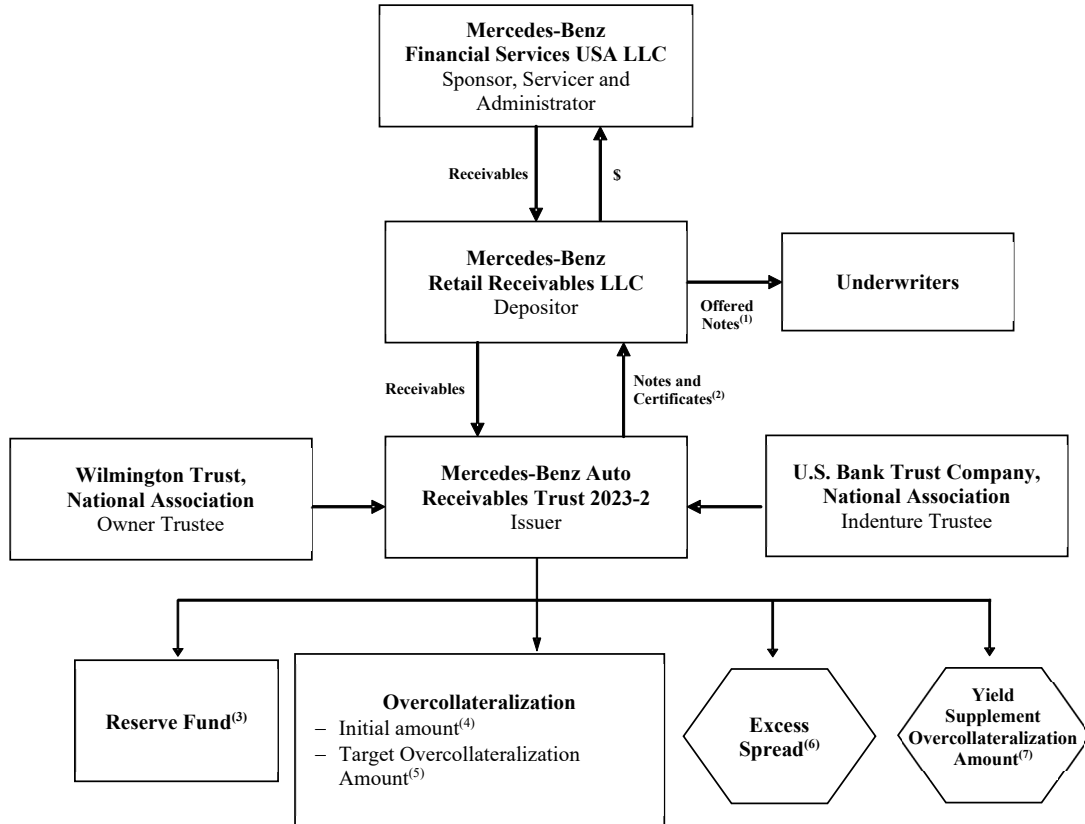 Mercedes-Benz
Financial Services USA LLC
Sponsor, Servicer and
Administrator
Receivables
$
Mercedes-Benz
Retail Receivables LLC
Depositor
Offered
Notes(1)
Underwriters
Receivables
Notes and
Certificates(2)
Wilmington Trust,
National Association
Owner Trustee
Mercedes-Benz Auto
Receivables Trust 2023-2
Issuer
U.S. Bank Trust Company,
National Association
Indenture Trustee
Reserve Fund(3)
Overcollateralization
– Initial amount(4)
– Target Overcollateralization
Amount(5)
Excess
Spread(6)
Yield
Supplement
Overcollateralization
Amount(7)